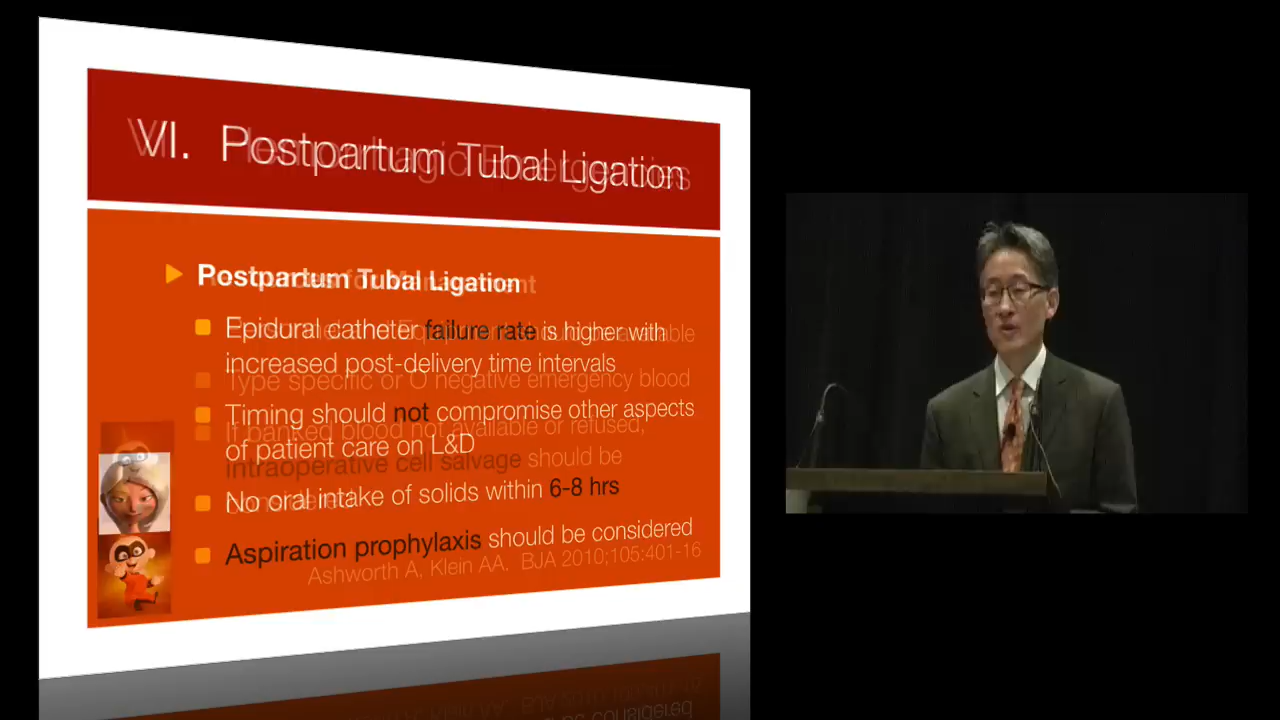 VI. Postpartum Tubal Ligation
Postpartum Tubal Ligation
Epidural catheter failure rate is higher with
increased post-delivery time intervals
Type specific or O negative emergency blood
Timing should not compromise other aspects
of patient care on L&D
If banked blood not available or refused,
intraoperative cell salvage should be
No oral intake of solids within 6-8 hrs
Aspiration prophylaxis should be considered
Ashworth A, Klein AA. BJA 2010;105:401-16